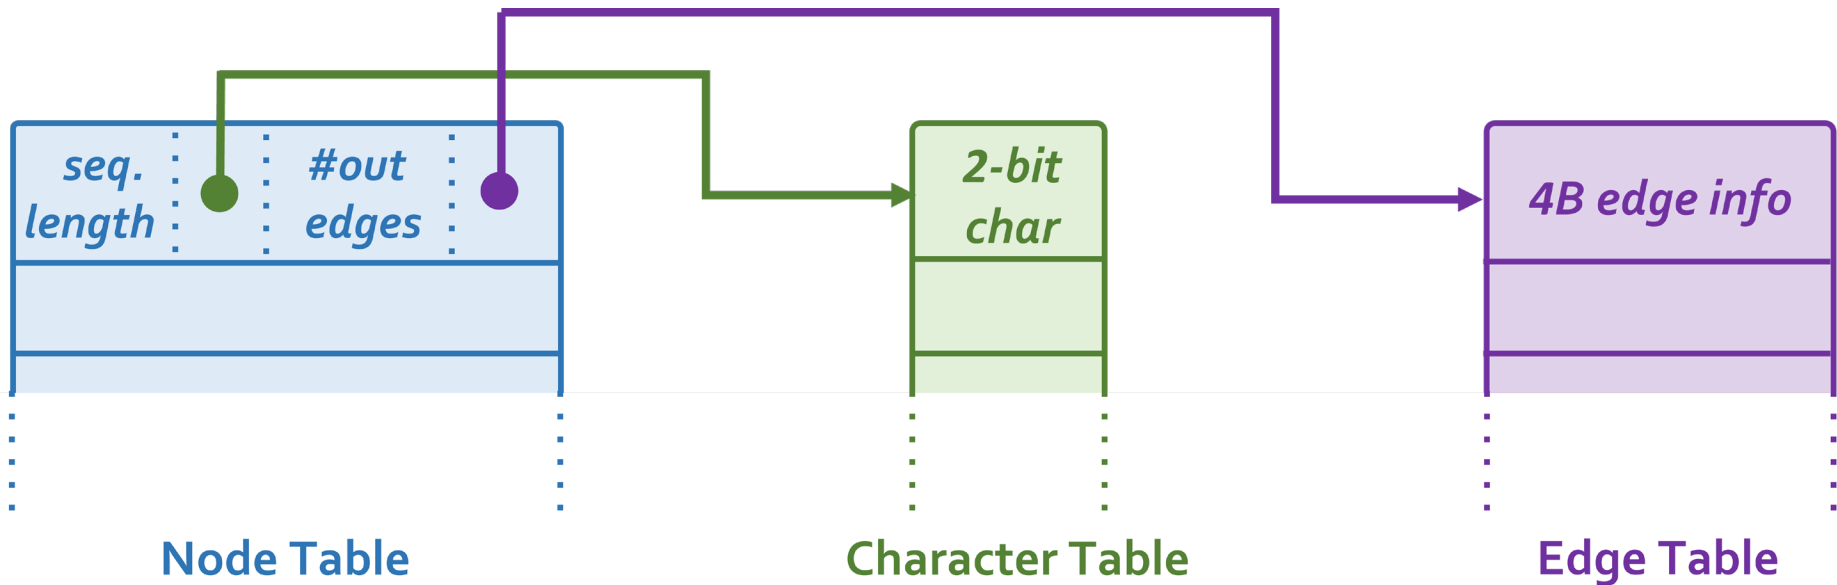 seq.
length
#out
edges
2-bit
char
4B edge info
Node Table
Character Table
Edge Table